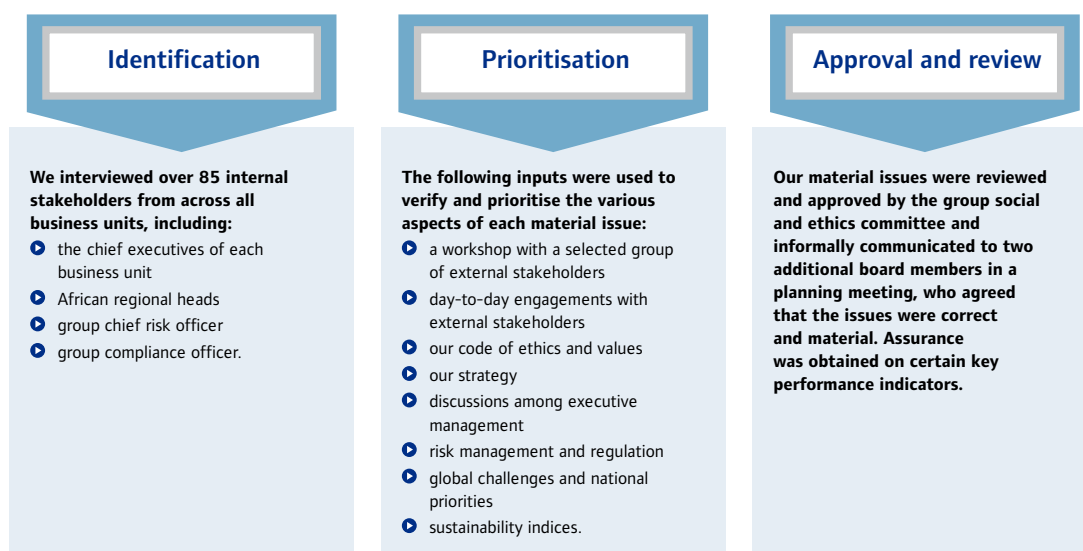 Identification
We interviewed over 85 internal
stakeholders from across all
business units, including:
the chief executives of each
business unit
African regional heads
group chief risk officer
group compliance officer.
Prioritisation
The following inputs were used to
verify and prioritise the various
aspects of each material issue:
a workshop with a selected group
of external stakeholders
day-to-day engagements with
external stakeholders
our code of ethics and values
our strategy
discussions among executive
management
risk management and regulation
global challenges and national
priorities
sustainability indices.
Approval and review
Our material issues were reviewed
and approved by the group social
and ethics committee and
informally communicated to two
additional board members in a
planning meeting, who agreed
that the issues were correct
and material. Assurance
was obtained on certain key
performance indicators.